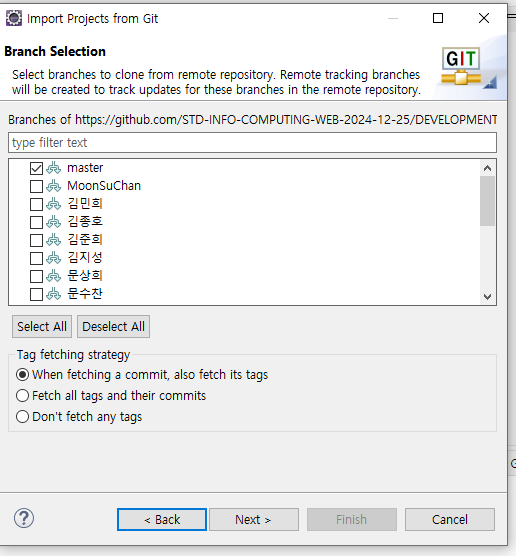 Import Projects from Git
Branch Selection
GIT
Select branches to clone from remote repository. Remote tracking branches
will be created to track updates for these branches in the remote repository.
Branches of https://github.com/STD-INFO-COMPUTING-WEB-2024-12-25/DEVELOPMENT
type filter text
master
MoonSuChan
김민희
김종호
김준희
김지성
문상희
문수찬
Select All
Deselect All
Tag fetching strategy
When fetching a commit, also fetch its tags
Fetch all tags and their commits
Don't fetch any tags
?
< Back
Next >
Finish
Cancel